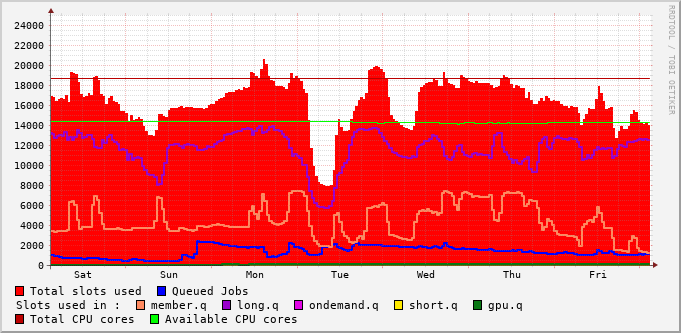 24000
22000
20000
18000
16000
14000
12000
10000
8000
6000
4000
2000
0
Sat Sun Mon Tue Wed Thu Fri
RRDTOOL / TOBI OETIKER
Total slots used Queued Jobs
Slots used in : member.q long.q ondemand.q short.q gpu.q
Total CPU cores Available CPU cores